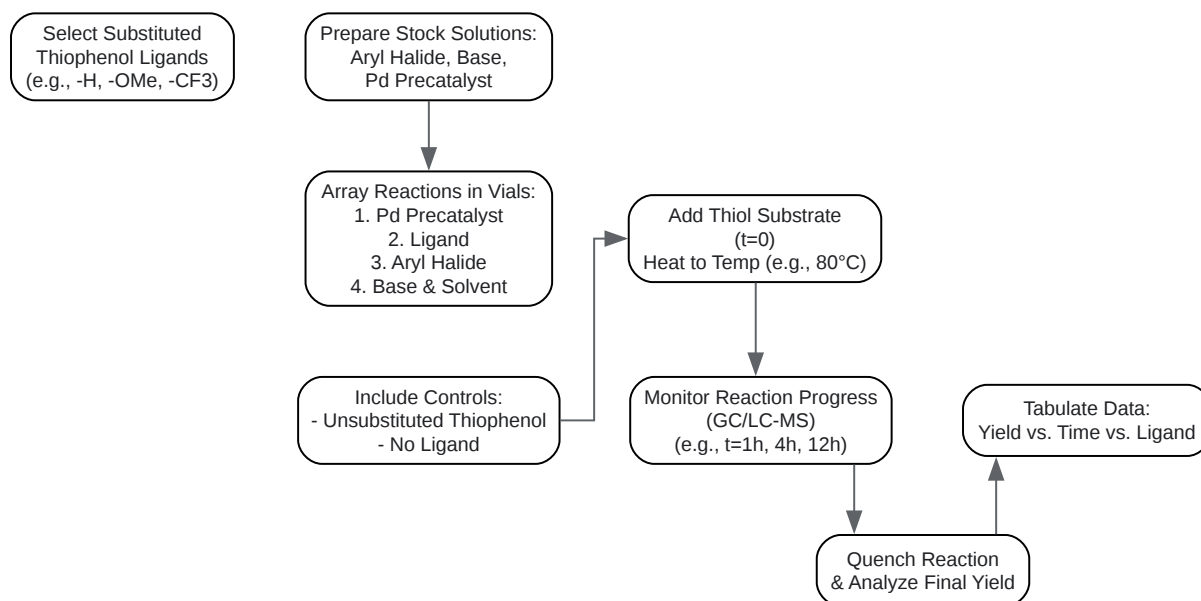 Select Substituted
Thiophenol Ligands
(e.g., -H, -OMe, -CF3)
Prepare Stock Solutions:
Aryl Halide, Base,
Pd Precatalyst
Array Reactions in Vials:
1. Pd Precatalyst
2. Ligand
3. Aryl Halide
4. Base & Solvent
Include Controls:
- Unsubstituted Thiophenol
- No Ligand
Add Thiol Substrate
(t=0)
Heat to Temp (e.g., 80°C)
Monitor Reaction Progress
(GC/LC-MS)
(e.g., t=1h, 4h, 12h)
Quench Reaction
& Analyze Final Yield
Tabulate Data:
Yield vs. Time vs. Ligand